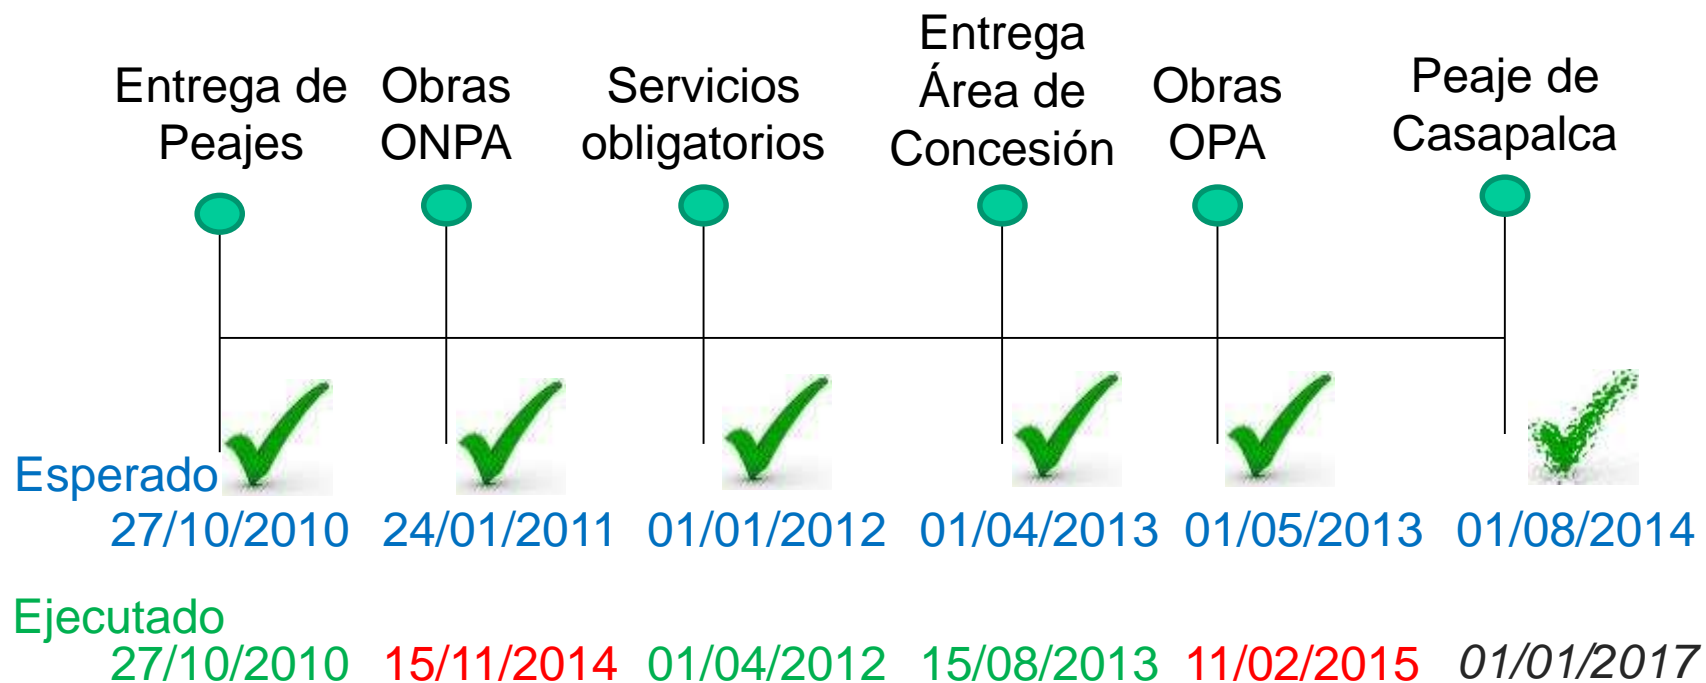 Entrega de
Peajes
Obras
ONPA
Servicios
obligatorios
Entrega
Área de
Concesión
Obras
OPA
Peaje de
Casapalca
Esperado
27/10/2010 24/01/2011 01/01/2012 01/04/2013 01/05/2013 01/08/2014
Ejecutado
27/10/2010 15/11/2014 01/04/2012 15/08/2013 11/02/2015 01/01/2017